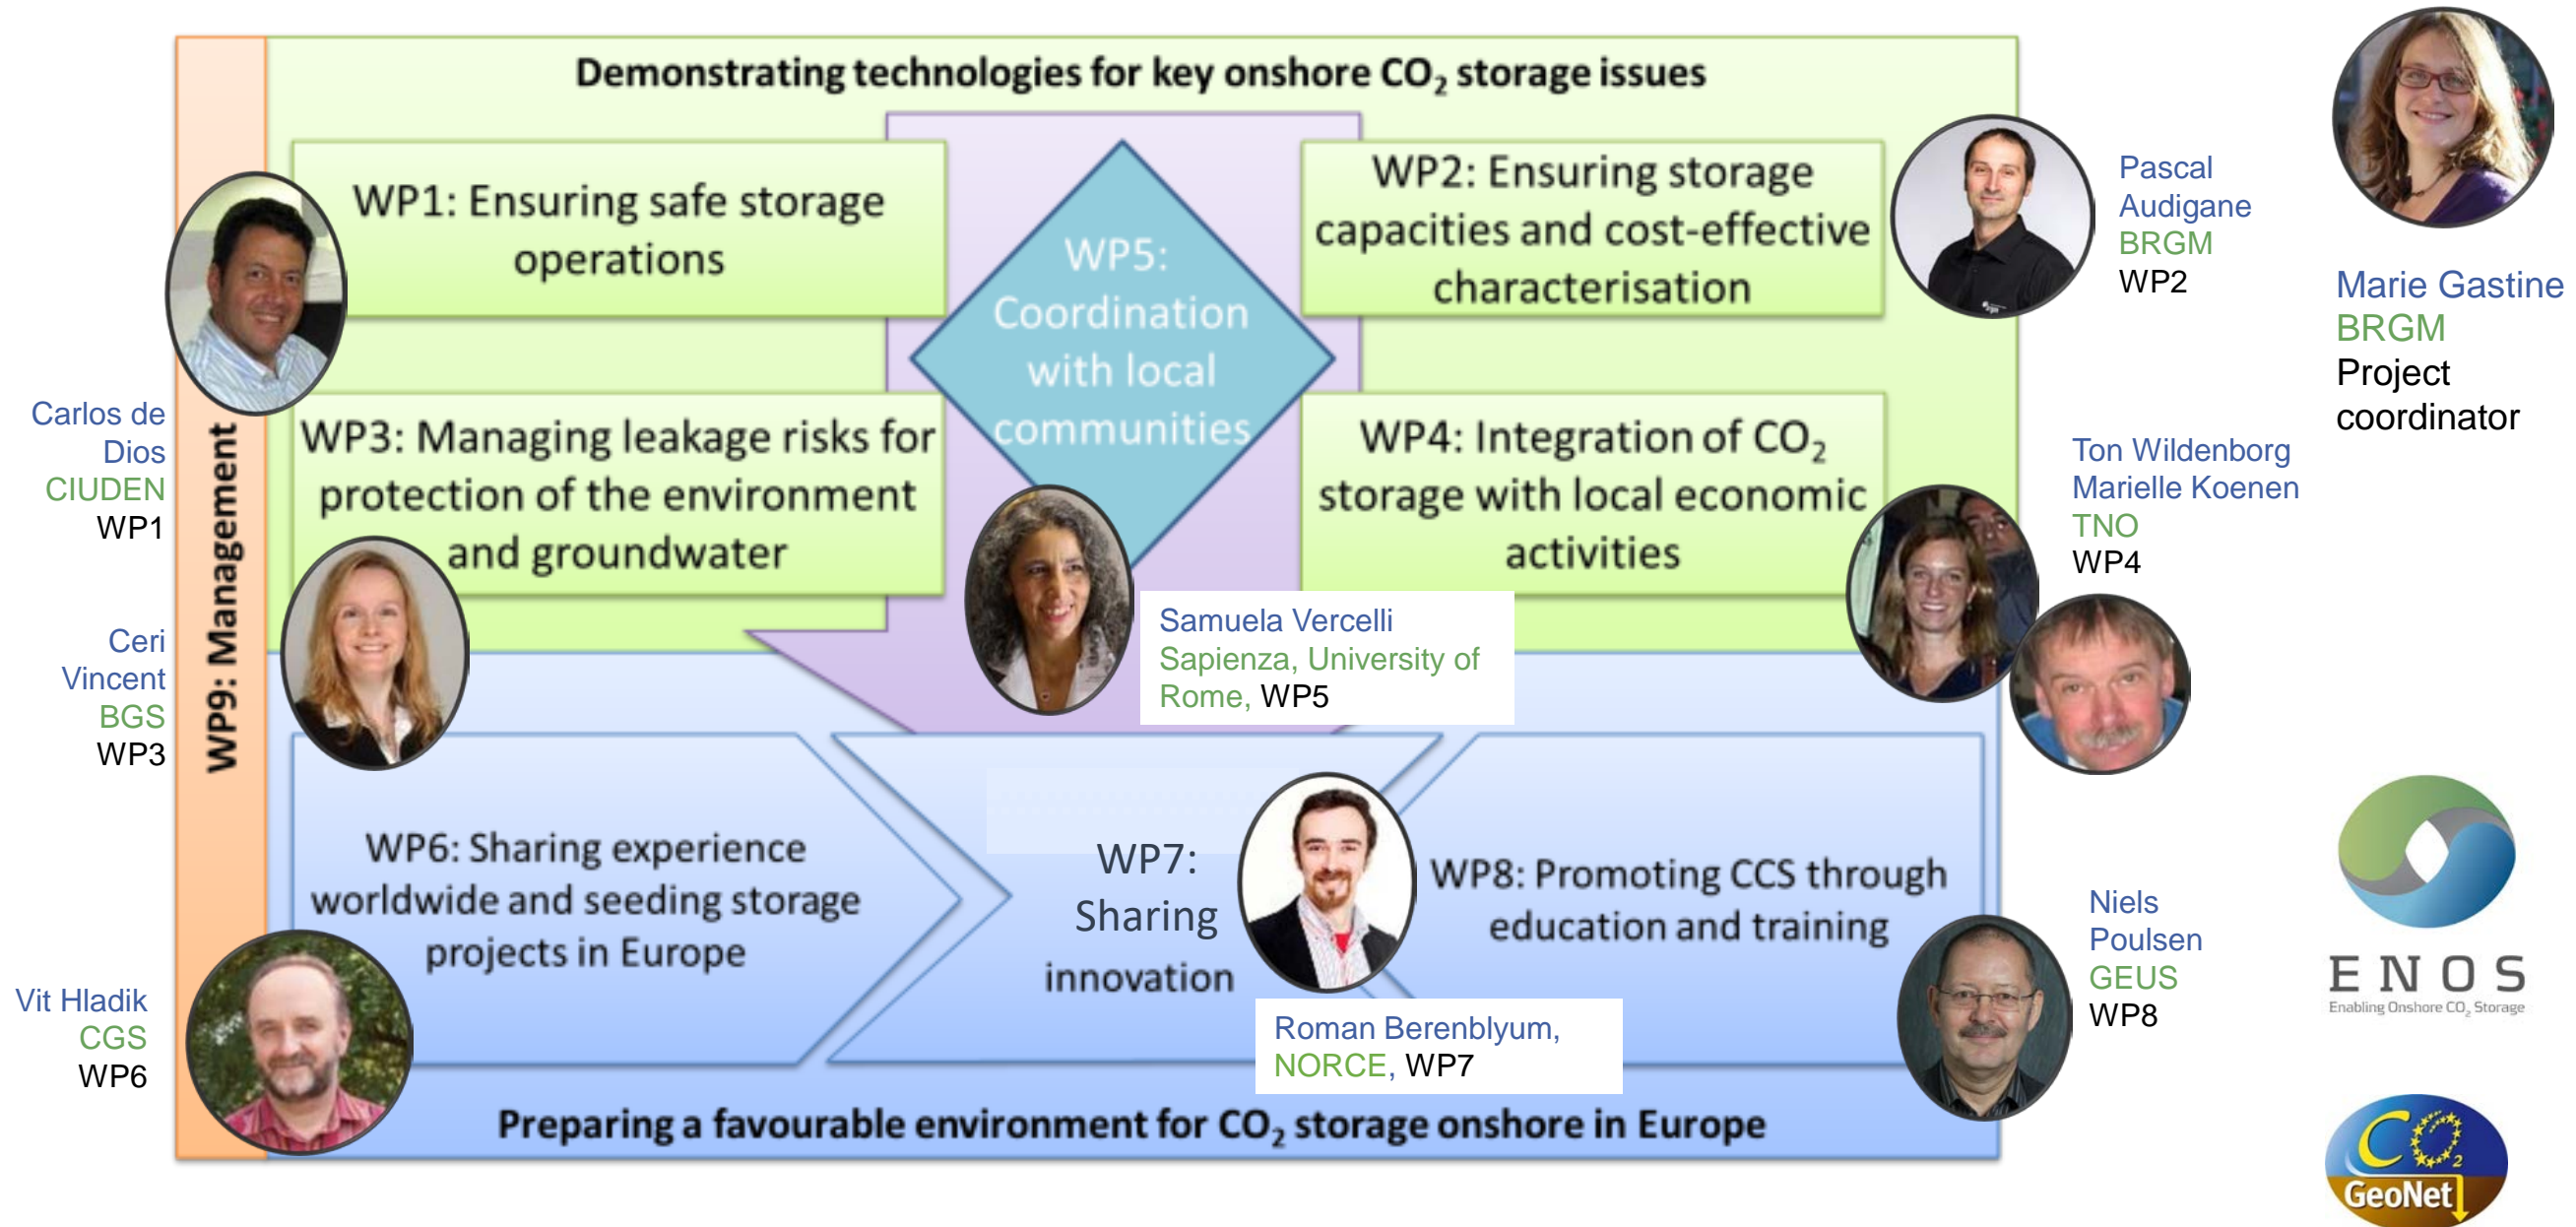 Demonstrating technologies for key onshore CO₂ storage issues
WP1: Ensuring safe storage
operations
WP2: Ensuring storage
capacities and cost-effective
characterisation
WP5:
Coordination
with local
communities
WP3: Managing leakage risks for
protection of the environment
and groundwater
WP4: Integration of CO₂
storage with local economic
activities
WP9: Management
Pascal
Audigane
BRGM
WP2
Marie Gastine
BRGM
Project
coordinator
Carlos de
Dios
CIUDEN
WP1
Ton Wildenborg
Marielle Koenen
TNO
WP4
Ceri
Vincent
BGS
WP3
Samuela Vercelli
Sapienza, University of
Rome, WP5
WP6: Sharing experience
worldwide and seeding storage
projects in Europe
WP7:
Sharing
innovation
WP8: Promoting CCS through
education and training
Vit Hladik
CGS
WP6
Roman Berenblyum,
NORCE, WP7
Niels
Poulsen
GEUS
WP8
Preparing a favourable environment for CO₂ storage onshore in Europe
ENOS
Enabling Onshore CO₂ Storage
CO₂
GeoNet